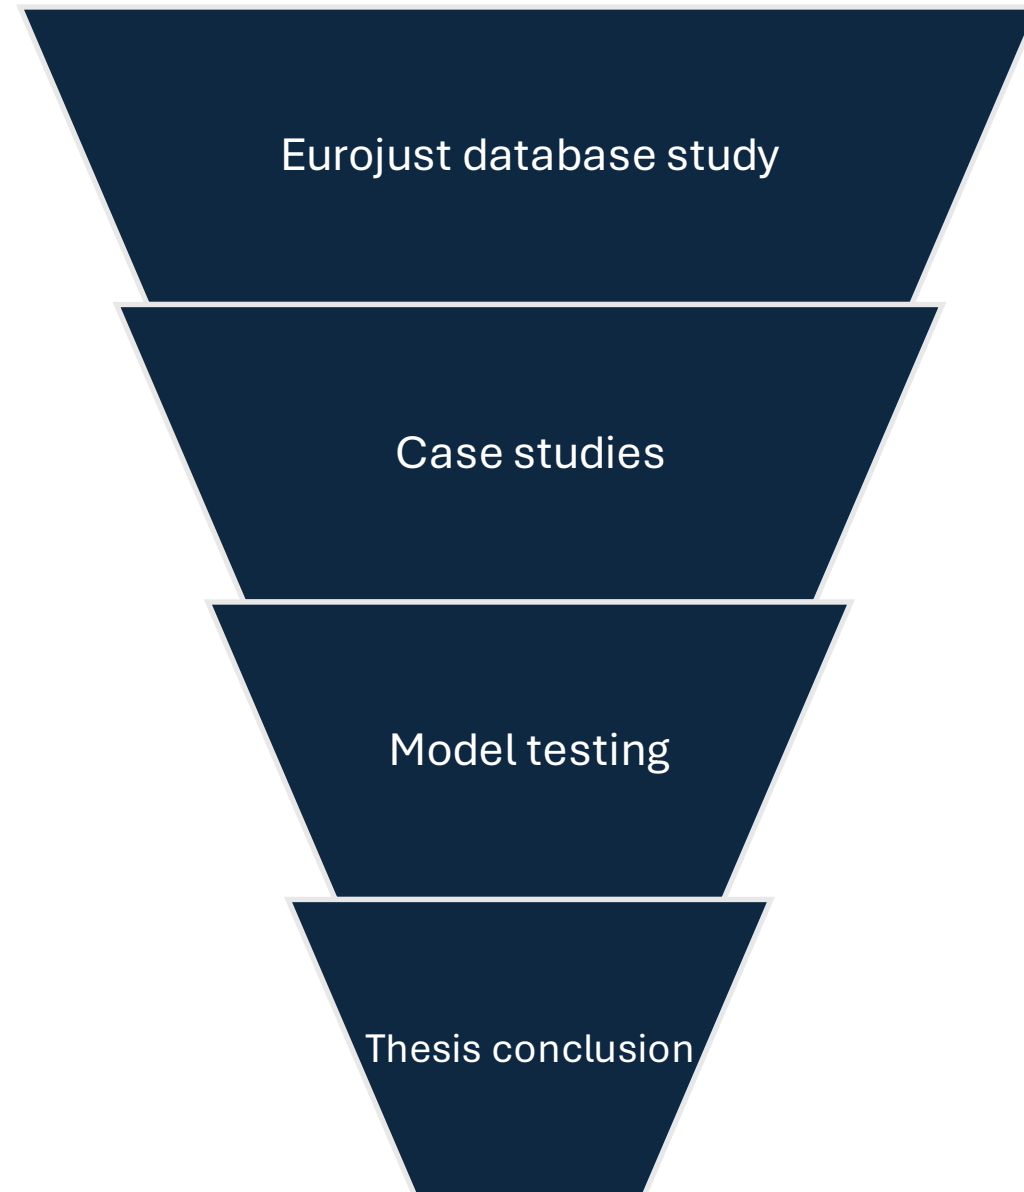 Eurojust database study
Case studies
Model testing
Thesis conclusion